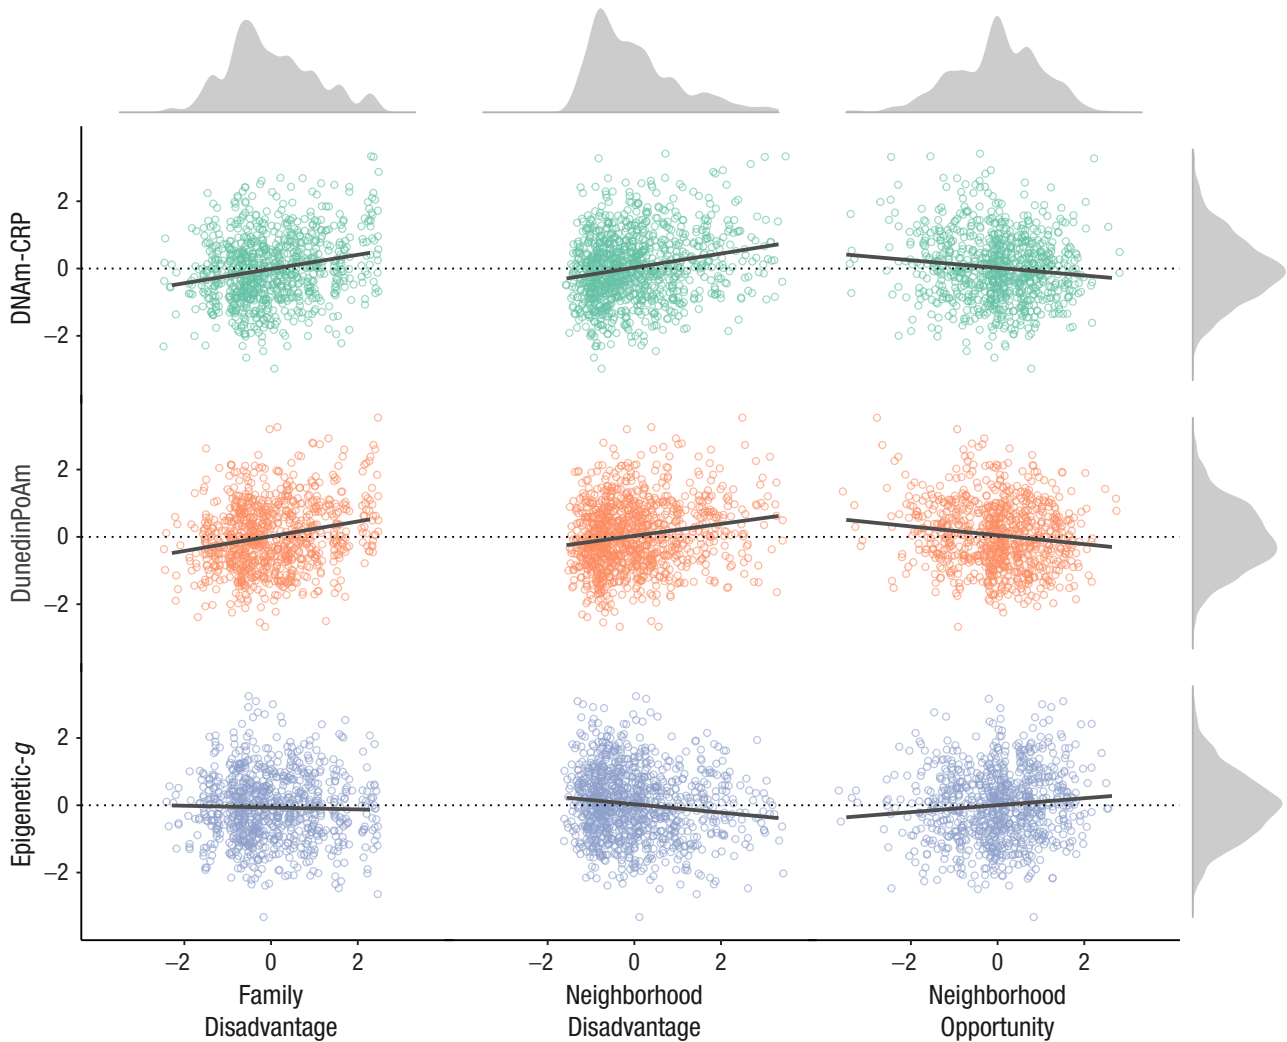 DNAm-CRP
2
0
−2
DunedinPoAm
2
0
−2
Epigenetic-g
2
0
−2
−2 0 2
−2 0 2
−2 0 2
Family
Disadvantage
Neighborhood
Disadvantage
Neighborhood
Opportunity